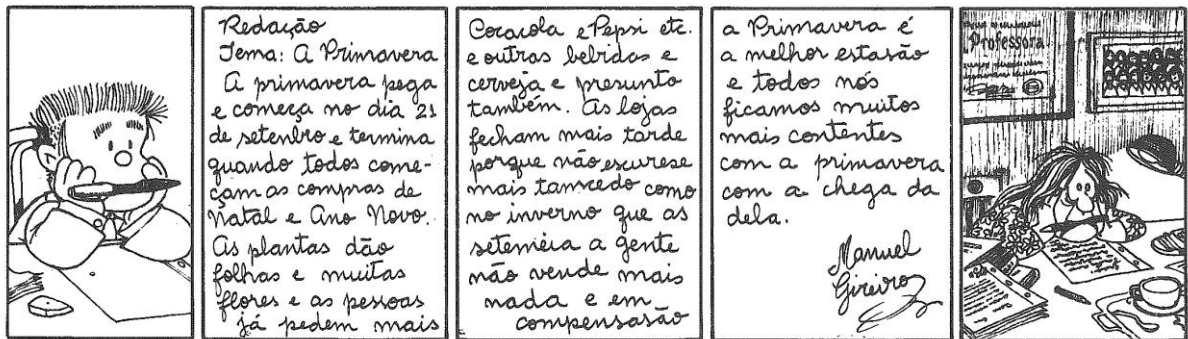 Redação
Tema: A Primavera
A primavera pega
e começa no dia 21
de setenbro e termina
quando todos come-
çam as compras de
Natal e Ano Novo.
As plantas dão
folhas e muitas
flores e as pessoas
já pedem mais
Cocacola e Pepsi etc.
e outras bebidas e
cerveja e presunto
também. As lojas
fecham mais tarde
porque não escurese
mais tamcedo como
no inverno que as
setemeia a gente
não vende mais
nada e em
compensasão
a Primavera é
a melhor estasão
e todos nós
ficamos muitos
mais contentes
com a primavera
com a chega da
dela.
Manuel
Gireiro
Professora